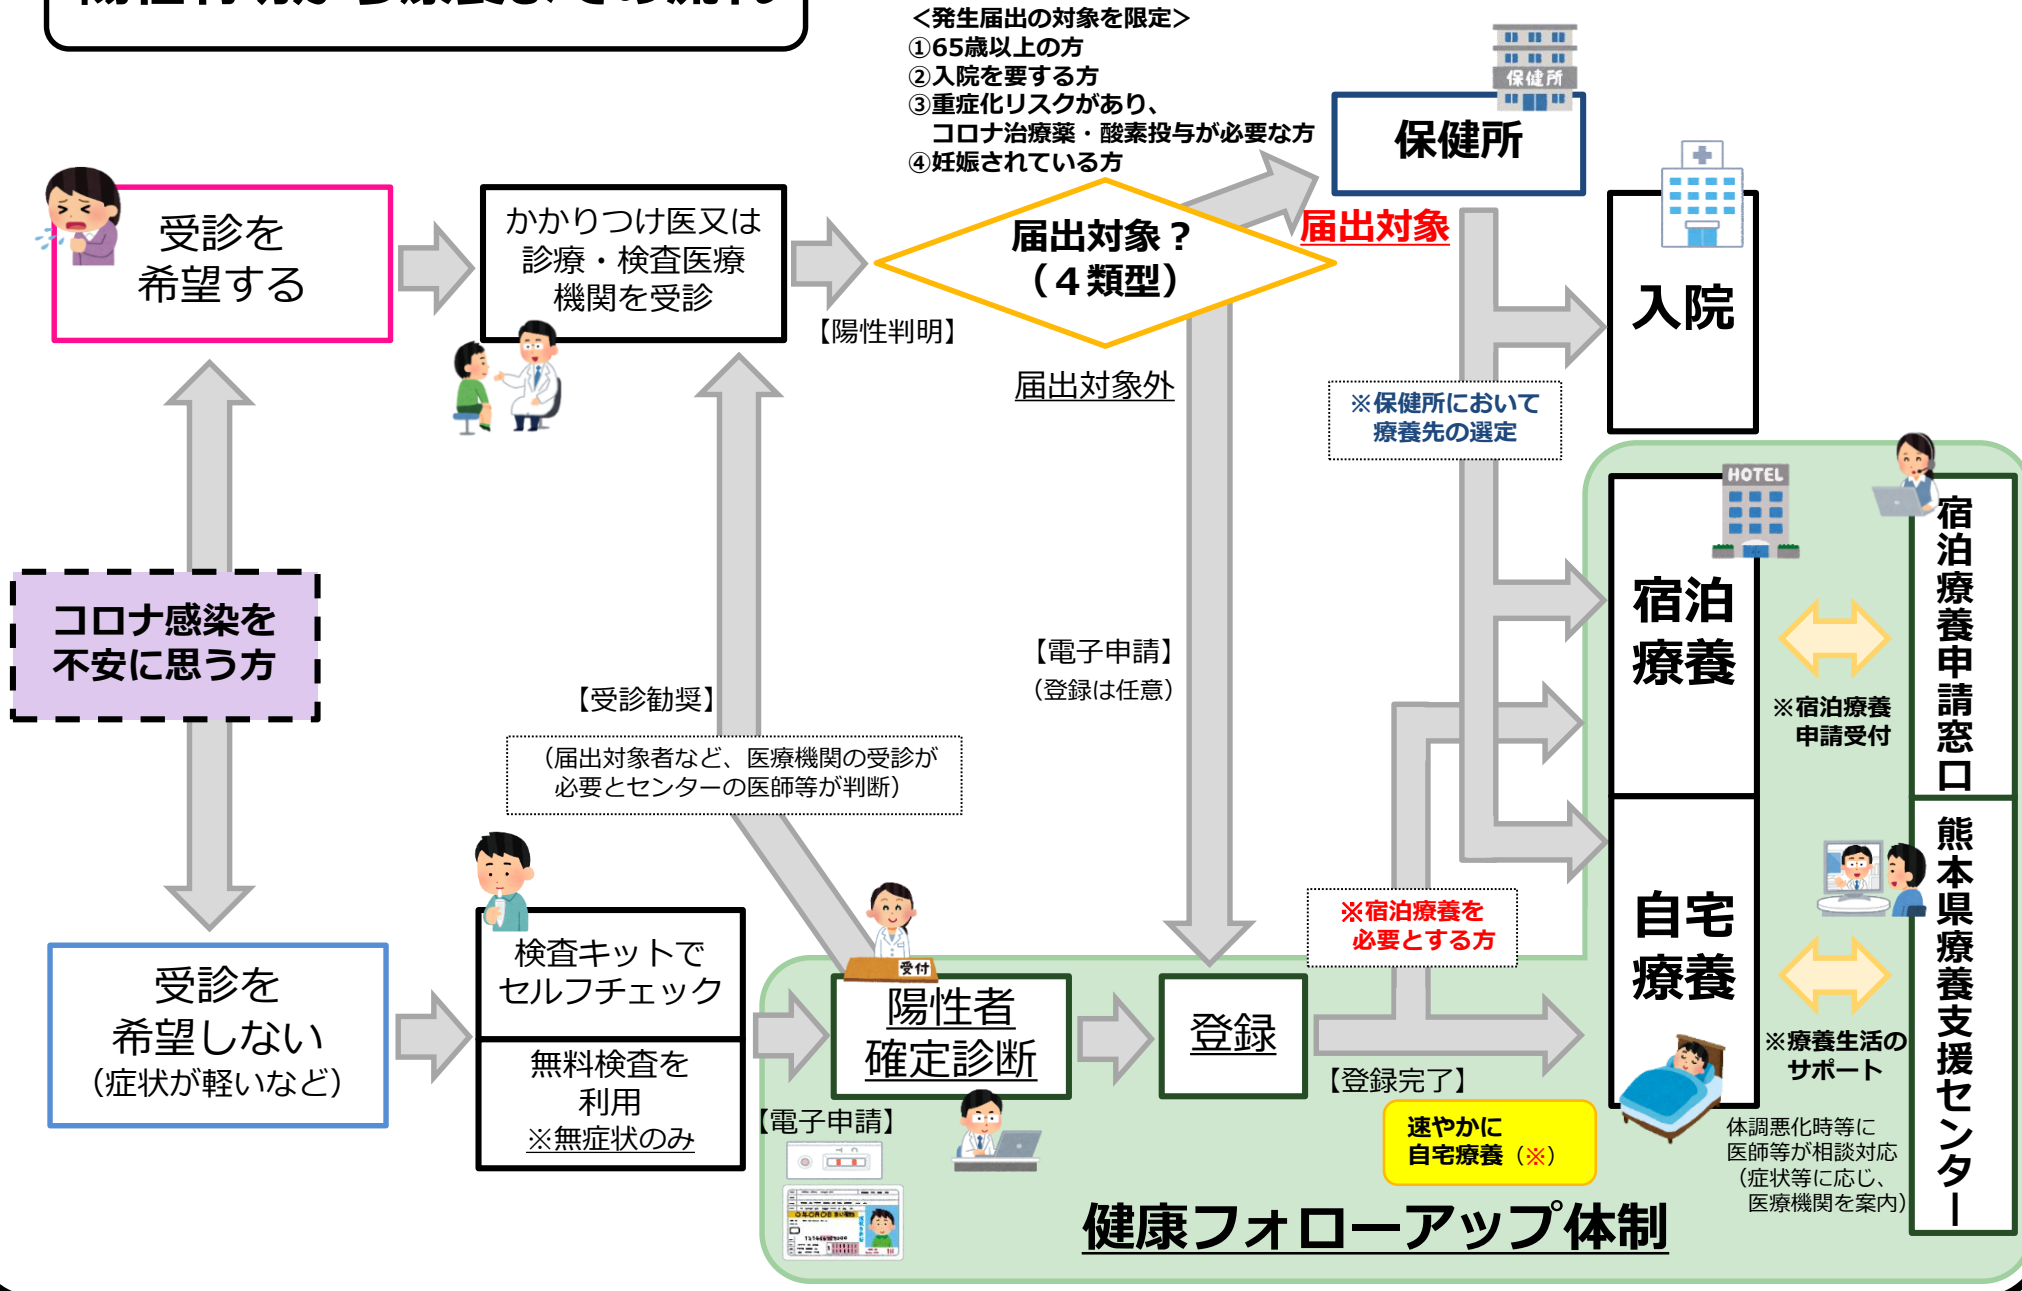 ＜発生届出の対象を限定＞
①65歳以上の方
②入院を要する方
③重症化リスクがあり、
コロナ治療薬・酸素投与が必要な方
④妊娠されている方
保健所
保健所
受診を
希望する
かかりつけ医又は
診療・検査医療
機関を受診
【陽性判明】
届出対象？
（４類型）
届出対象
届出対象外
入院
※保健所において
療養先の選定
コロナ感染を
不安に思う方
【受診勧奨】
（届出対象者など、医療機関の受診が
必要とセンターの医師等が判断）
【電子申請】
（登録は任意）
HOTEL
宿泊
療養
※宿泊療養
申請受付
宿泊療養申請窓口
※宿泊療養を
必要とする方
自宅
療養
※療養生活の
サポート
熊本県療養支援センター
体調悪化時等に
医師等が相談対応
（症状等に応じ、
医療機関を案内）
受診を
希望しない
（症状が軽いなど）
検査キットで
セルフチェック
無料検査を
利用
※無症状のみ
受付
陽性者
確定診断
【電子申請】
登録
【登録完了】
速やかに
自宅療養（※）
健康フォローアップ体制